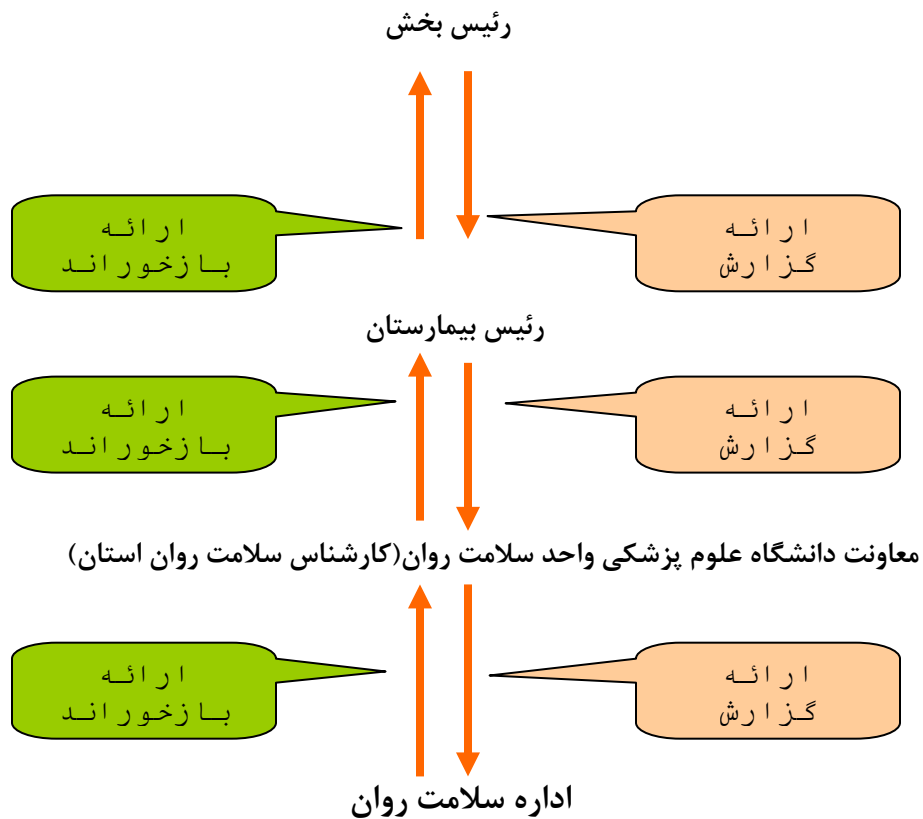 رئیس بخش
ارائه
گزارش
ارائه
بازخوراند
رئیس بیمارستان
ارائه
گزارش
ارائه
بازخوراند
معاونت دانشگاه علوم پزشکی واحد سلامت روان(کارشناس سلامت روان استان)
ارائه
گزارش
ارائه
بازخوراند
اداره سلامت روان